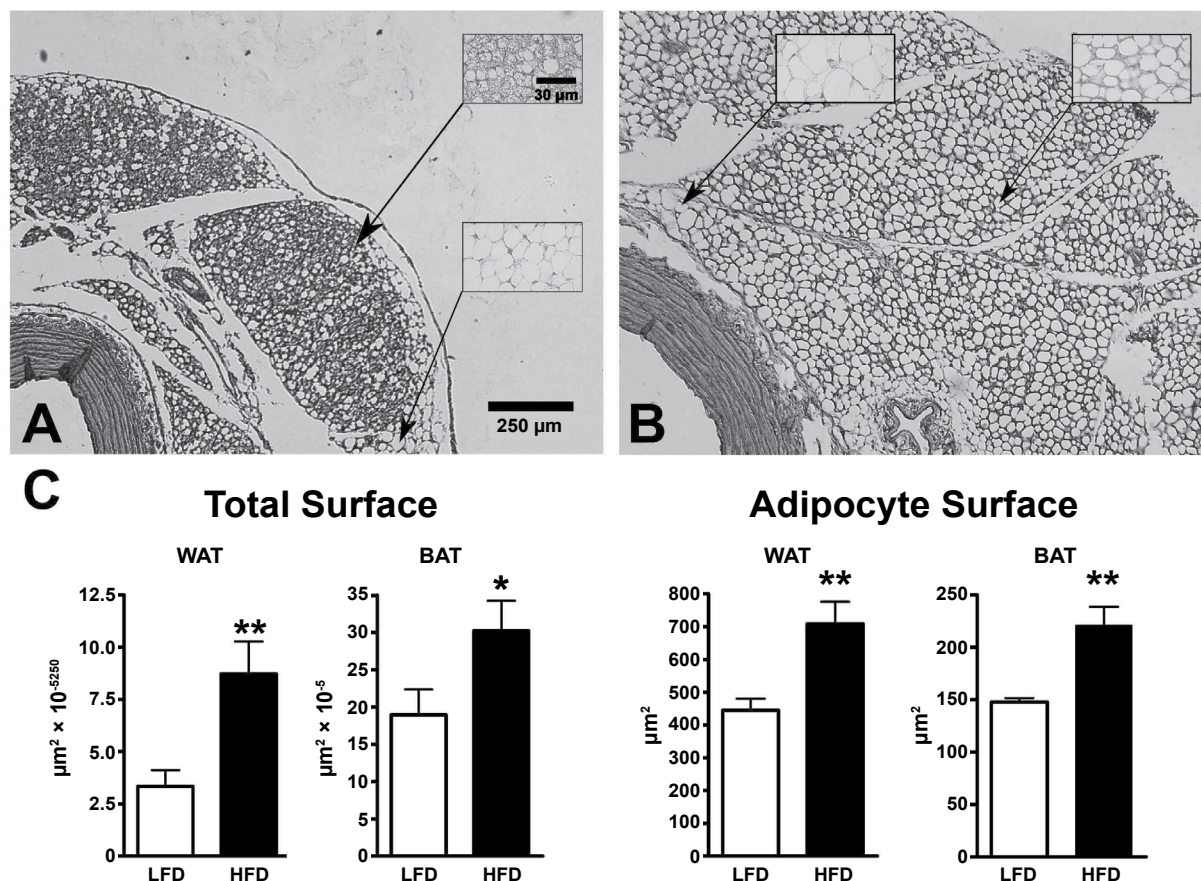 30 µm
A
250 µm
B
C
Total Surface
Adipocyte Surface
WAT
BAT
WAT
BAT
µm² × 10⁻⁵²⁵⁰
12.5
10.0
7.5
5.0
2.5
0
**
LFD
HFD
µm² × 10⁻⁵
35
30
25
20
15
10
5
0
*
LFD
HFD
µm²
800
700
600
500
400
300
200
100
0
**
LFD
HFD
µm²
250
200
150
100
50
0
**
LFD
HFD